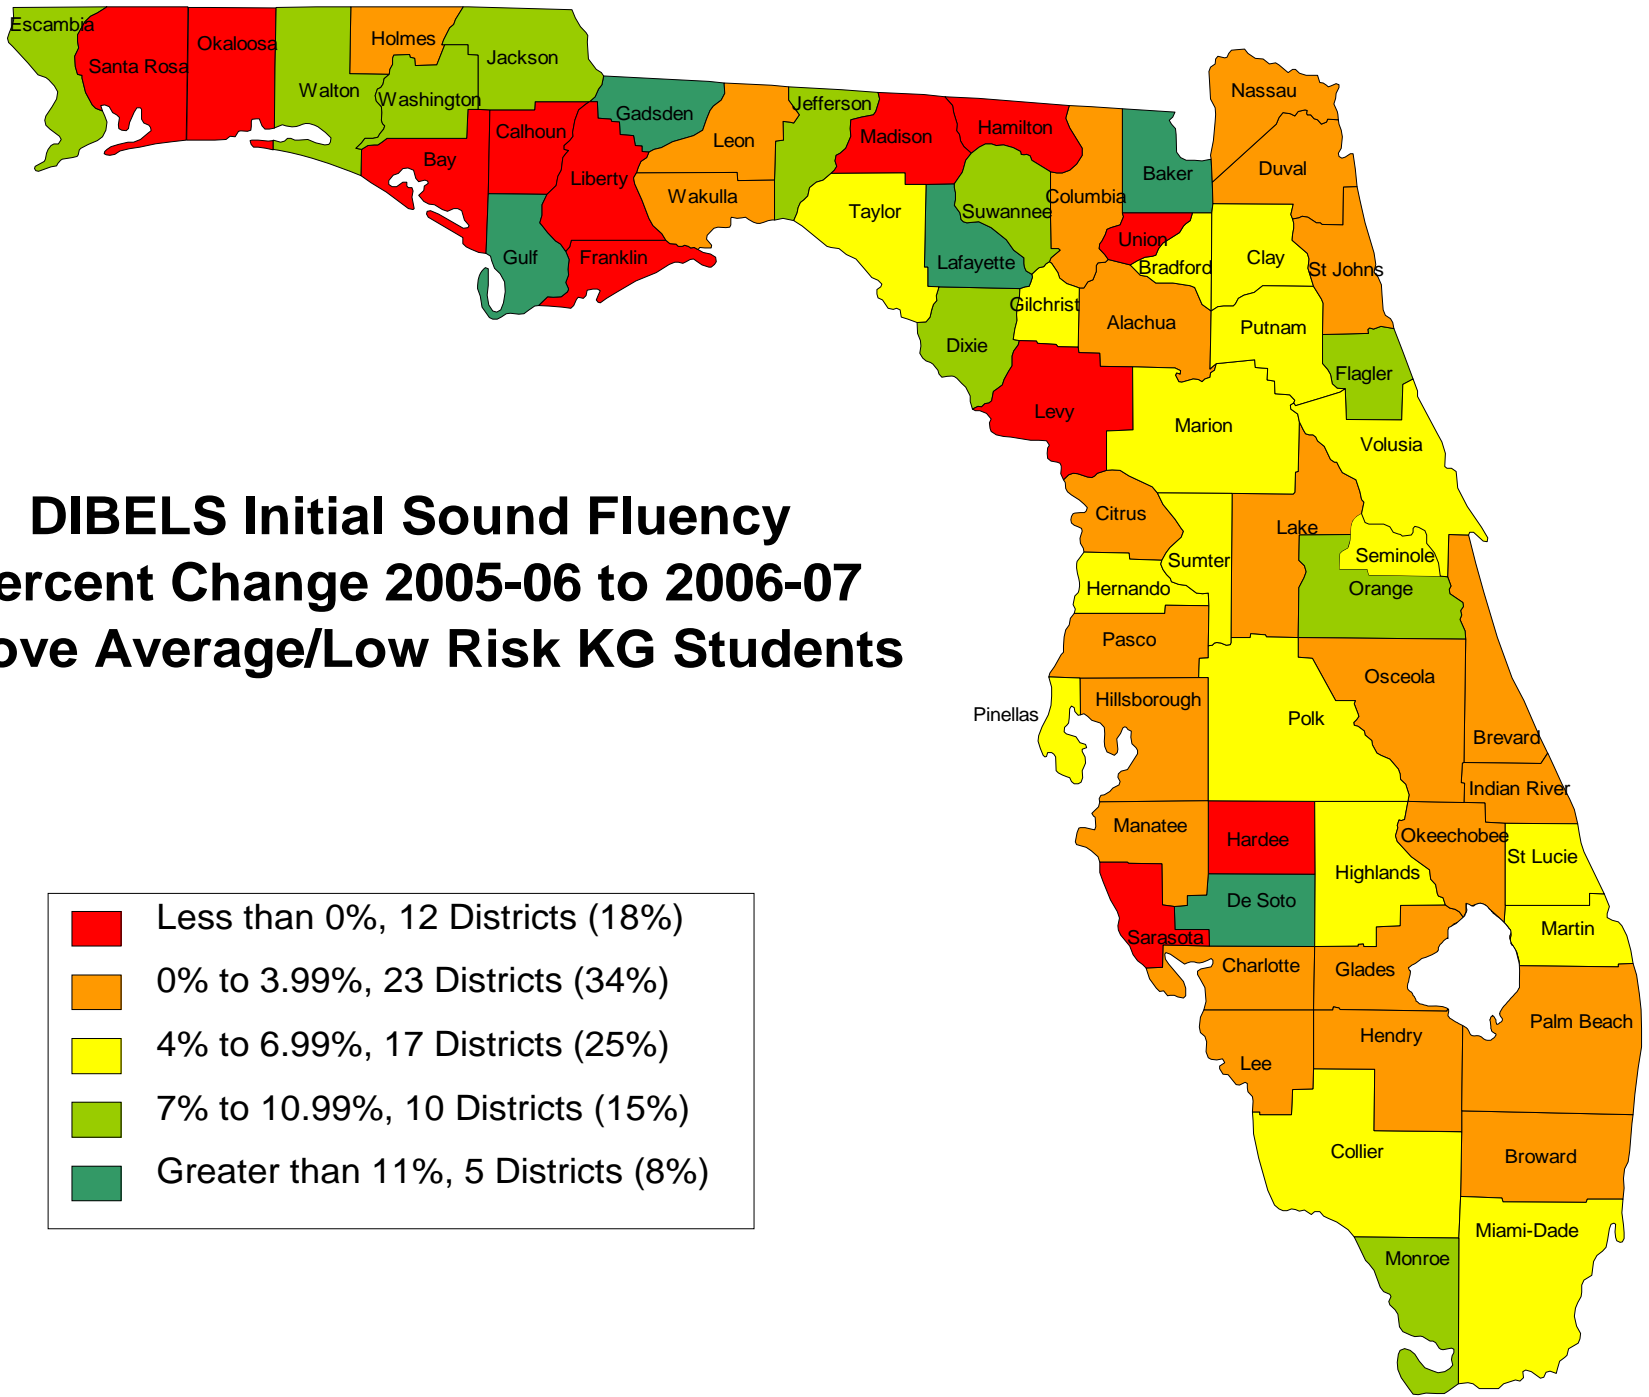 Escambia
Santa Rosa
Okaloosa
Walton
Holmes
Washington
Jackson
Bay
Calhoun
Gulf
Liberty
Gadsden
Franklin
Leon
Wakulla
Jefferson
Madison
Taylor
Hamilton
Suwannee
Lafayette
Dixie
Columbia
Gilchrist
Levy
Baker
Union
Bradford
Alachua
Nassau
Duval
Clay
St Johns
Putnam
Flagler
Marion
Volusia
Citrus
Sumter
Lake
Seminole
Hernando
Orange
Pasco
Osceola
Pinellas
Hillsborough
Polk
Brevard
Indian River
Manatee
Hardee
Okeechobee
St Lucie
Highlands
De Soto
Sarasota
Martin
Charlotte
Glades
Palm Beach
Lee
Hendry
Collier
Broward
Miami-Dade
Monroe
DIBELS Initial Sound Fluency
ercent Change 2005-06 to 2006-07
ove Average/Low Risk KG Students
Less than 0%, 12 Districts (18%)
0% to 3.99%, 23 Districts (34%)
4% to 6.99%, 17 Districts (25%)
7% to 10.99%, 10 Districts (15%)
Greater than 11%, 5 Districts (8%)